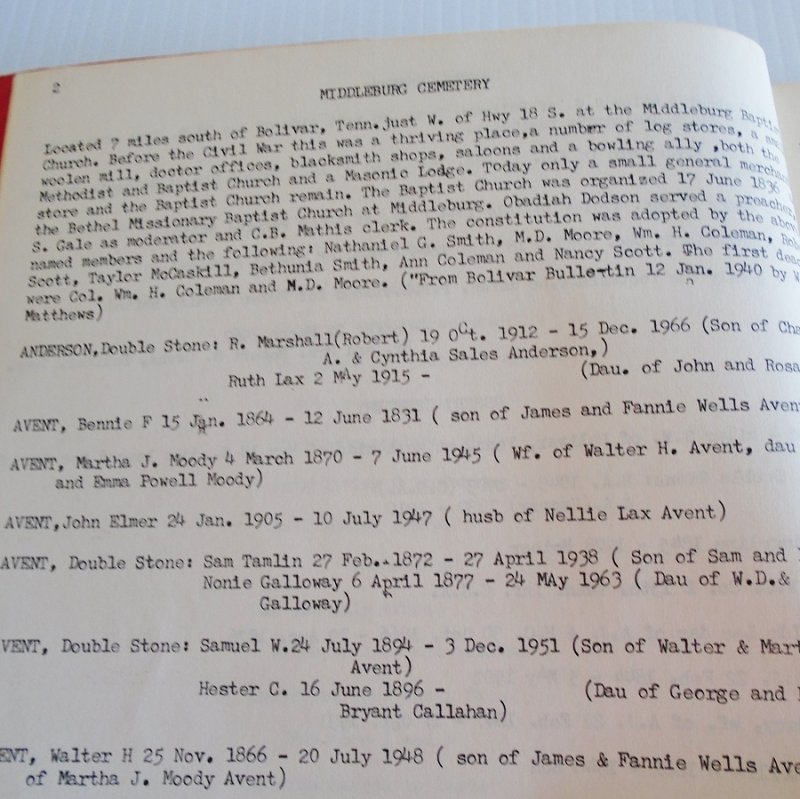 2
MIDDLEBURG CEMETERY
Located 7 miles south of Bolivar, Tenn.just W. of Hwy 18 S. at the Middleburg
Church. Before the Civil War this was a thriving place,a number of log stores, a
woolen mill, doctor offices, blacksmith shops, saloons and a bowling ally ,both the
Methodist and Baptist Church and a Masonic Lodge. Today only a small general
store and the Baptist Church remain. The Baptist Church was organized 17 June 1836
the Bethel Missionary Baptist Church at Middleburg. Obadiah Dodson served a preacher,
S. Gale as moderator and C.B. Mathis clerk. The constitution was adopted by the
named members and the following: Nathaniel G. Smith, M.D. Moore, Wm. H. Coleman,
Scott, Taylor McCaskill, Bethunia Smith, Ann Coleman and Nancy Scott. The first
were Col. Wm. H. Coleman and M.D. Moore. ("From Bolivar Bulletin 12 Jan. 1940 by
Matthews)
ANDERSON,Double Stone: R. Marshall(Robert) 19 Oct. 1912 - 15 Dec. 1966 (Son of
A. & Cynthia Sales Anderson,)
Ruth Lax 2 MAy 1915 - (Dau. of John and
AVENT, Bennie F 15 Jan. 1864 - 12 June 1831 ( son of James and Fannie Wells Aven
AVENT, Martha J. Moody 4 March 1870 - 7 June 1945 ( Wf. of Walter H. Avent, dau
and Emma Powell Moody)
AVENT,John Elmer 24 Jan. 1905 - 10 July 1947 ( husb of Nellie Lax Avent)
AVENT, Double Stone: Sam Tamlin 27 Feb. 1872 - 27 April 1938 ( Son of Sam and
Nonie Galloway 6 April 1877 - 24 MAy 1963 ( Dau of W.D.&
Galloway)
VENT, Double Stone: Samuel W.24 July 1894 - 3 Dec. 1951 (Son of Walter & Mart
Avent)
Hester C. 16 June 1896 - (Dau of George and
Bryant Callahan)
ENT, Walter H 25 Nov. 1866 - 20 July 1948 ( son of James & Fannie Wells Ave
of Martha J. Moody Avent)